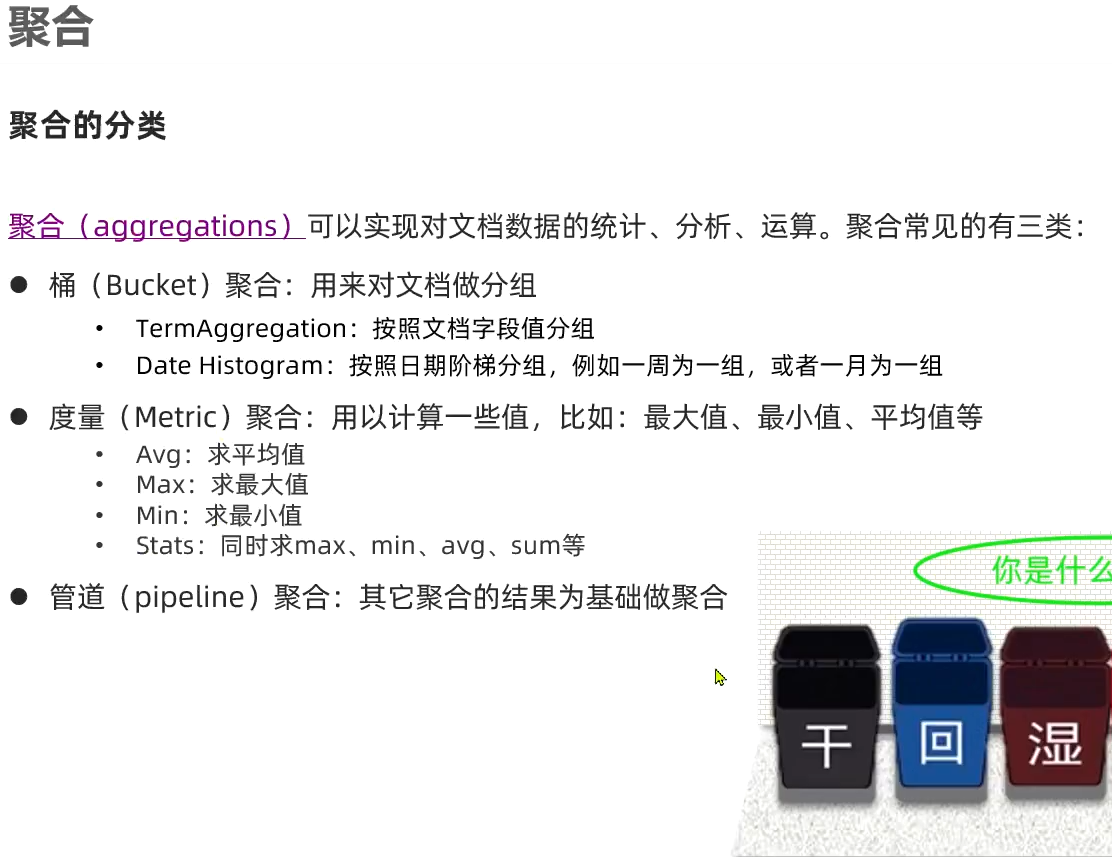 聚合
聚合的分类
聚合（aggregations）可以实现对文档数据的统计、分析、运算。聚合常见的有三类：
● 桶（Bucket）聚合：用来对文档做分组
• TermAggregation：按照文档字段值分组
• Date Histogram：按照日期阶梯分组，例如一周为一组，或者一月为一组
● 度量（Metric）聚合：用以计算一些值，比如：最大值、最小值、平均值等
• Avg：求平均值
• Max：求最大值
• Min：求最小值
• Stats：同时求max、min、avg、sum等
● 管道（pipeline）聚合：其它聚合的结果为基础做聚合
你是什么
干
回
湿